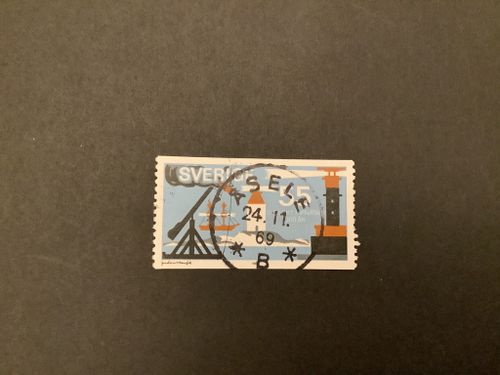 SVERIGE
55
ÅSELE
24.11.
69
* B *